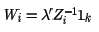 W_i = λ′Z_i^{-1}1_k